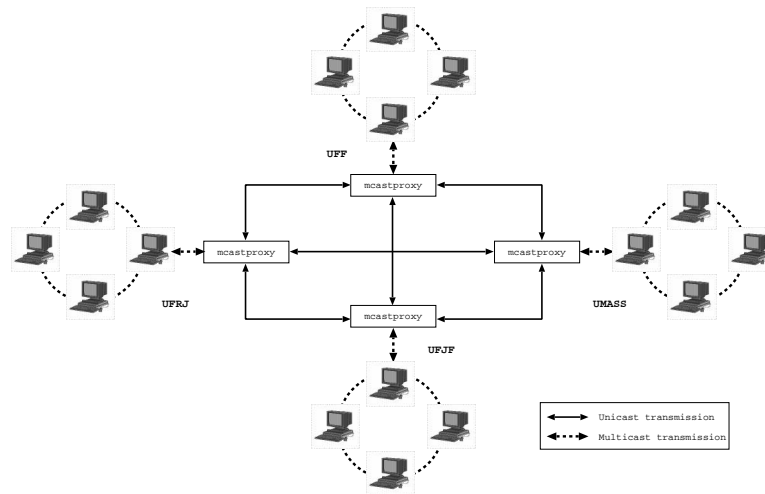 UFF
mcastproxy
mcastproxy
mcastproxy
UFRJ
UMASS
mcastproxy
UFJF
Unicast transmission
Multicast transmission